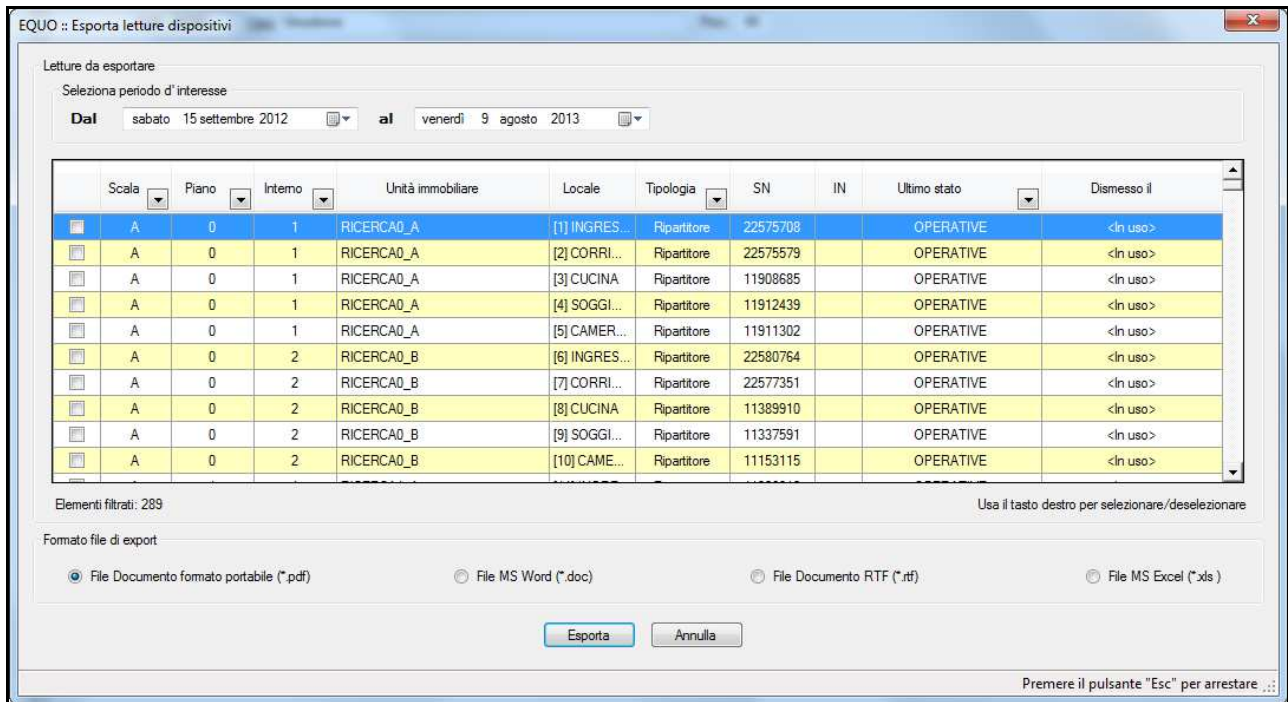 EQUO :: Esporta letture dispositivi
Letture da esportare
Seleziona periodo d' interesse
Dal sabato 15 settembre 2012 al venerdì 9 agosto 2013
Scala Piano Interno Unità immobiliare Locale Tipologia SN IN Ultimo stato Dismesso il
A 0 1 RICERCA0_A [1] INGRES... Ripartitore 22575708 OPERATIVE <In uso>
A 0 1 RICERCA0_A [2] CORRI... Ripartitore 22575579 OPERATIVE <In uso>
A 0 1 RICERCA0_A [3] CUCINA Ripartitore 11908685 OPERATIVE <In uso>
A 0 1 RICERCA0_A [4] SOGGI... Ripartitore 11912439 OPERATIVE <In uso>
A 0 1 RICERCA0_A [5] CAMER... Ripartitore 11911302 OPERATIVE <In uso>
A 0 2 RICERCA0_B [6] INGRES... Ripartitore 22580764 OPERATIVE <In uso>
A 0 2 RICERCA0_B [7] CORRI... Ripartitore 22577351 OPERATIVE <In uso>
A 0 2 RICERCA0_B [8] CUCINA Ripartitore 11389910 OPERATIVE <In uso>
A 0 2 RICERCA0_B [9] SOGGI... Ripartitore 11337591 OPERATIVE <In uso>
A 0 2 RICERCA0_B [10] CAME... Ripartitore 11153115 OPERATIVE <In uso>
Elementi filtrati: 289 Usa il tasto destro per selezionare/deselezionare
Formato file di export
File Documento formato portabile (*.pdf) File MS Word (*.doc) File Documento RTF (*.rtf) File MS Excel (*.xls )
Esporta Annulla
Premere il pulsante "Esc" per arrestare